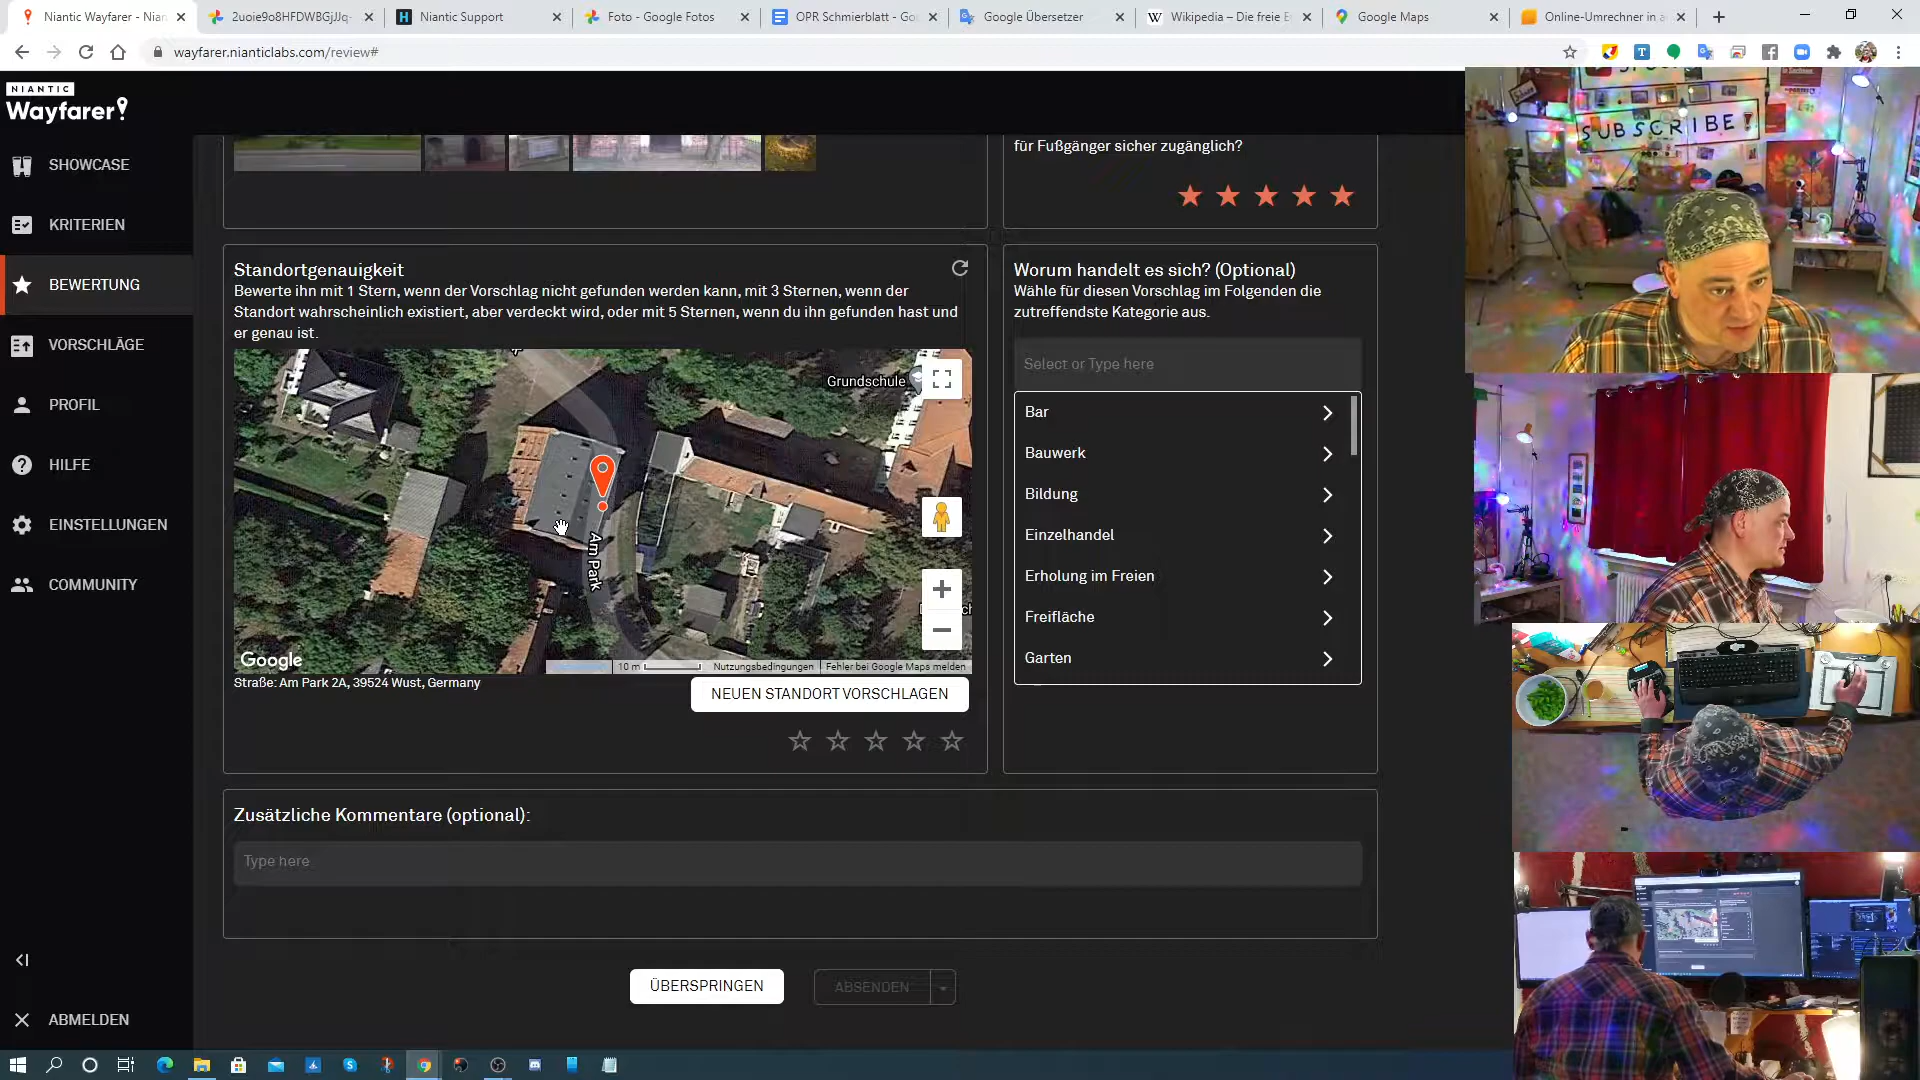 Niantic Wayfarer - Nian
2uoie9o8HFDWBGjJJq-
Niantic Support
Foto - Google Fotos
OPR Schmierblatt - Go
Google Übersetzer
Wikipedia – Die freie E
Google Maps
Online-Umrechner in a
wayfarer.nianticlabs.com/review#
NIANTIC
Wayfarer
SHOWCASE
KRITERIEN
BEWERTUNG
VORSCHLÄGE
PROFIL
HILFE
EINSTELLUNGEN
COMMUNITY
ABMELDEN
für Fußgänger sicher zugänglich?
Standortgenauigkeit
Bewerte ihn mit 1 Stern, wenn der Vorschlag nicht gefunden werden kann, mit 3 Sternen, wenn der
Standort wahrscheinlich existiert, aber verdeckt wird, oder mit 5 Sternen, wenn du ihn gefunden hast und
er genau ist.
Grundschule
Am Park
Google
10 m
Nutzungsbedingungen
Fehler bei Google Maps melden
Straße: Am Park 2A, 39524 Wust, Germany
NEUEN STANDORT VORSCHLAGEN
Worum handelt es sich? (Optional)
Wähle für diesen Vorschlag im Folgenden die
zutreffendste Kategorie aus.
Select or Type here
Bar
Bauwerk
Bildung
Einzelhandel
Erholung im Freien
Freifläche
Garten
Zusätzliche Kommentare (optional):
Type here
ÜBERSPRINGEN
ABSENDEN
SUBSCRIBE